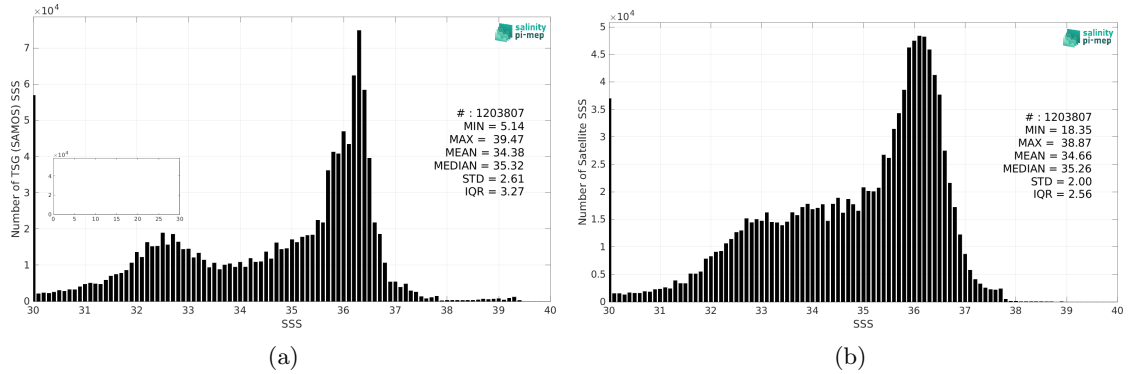 ×10⁴
salinity
pi-mep
Number of TSG (SAMOS) SSS
7
6
5
4
3
2
1
0
# : 1203807
MIN = 5.14
MAX = 39.47
MEAN = 34.38
MEDIAN = 35.32
STD = 2.61
IQR = 3.27
×10⁴
4
2
0
0 5 10 15 20 25 30
30 31 32 33 34 35 36 37 38 39 40
SSS
(a)
×10⁴
salinity
pi-mep
Number of Satellite SSS
5
4.5
4
3.5
3
2.5
2
1.5
1
0.5
0
# : 1203807
MIN = 18.35
MAX = 38.87
MEAN = 34.66
MEDIAN = 35.26
STD = 2.00
IQR = 2.56
30 31 32 33 34 35 36 37 38 39 40
SSS
(b)